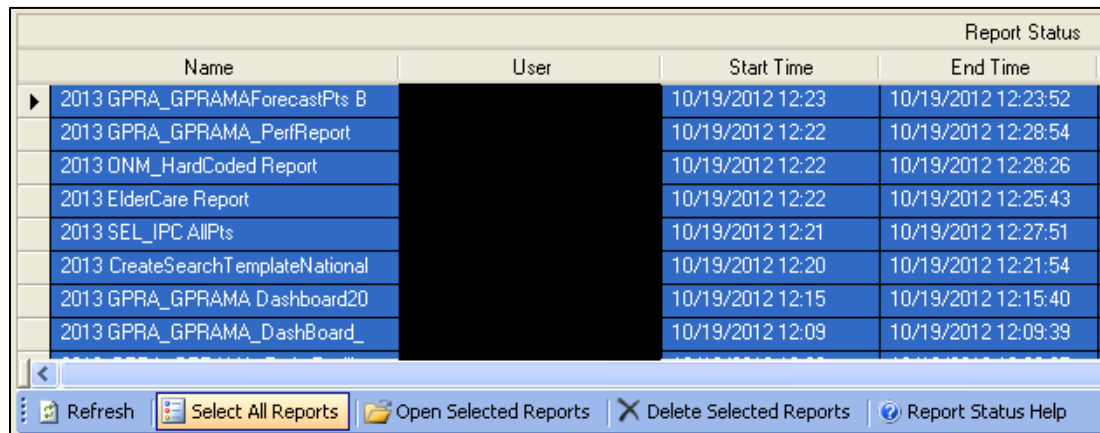 Report Status
Name User Start Time End Time
2013 GPRA_GPRAMAForecastPts B 10/19/2012 12:23 10/19/2012 12:23:52
2013 GPRA_GPRAMA_PerfReport 10/19/2012 12:22 10/19/2012 12:28:54
2013 ONM_HardCoded Report 10/19/2012 12:22 10/19/2012 12:28:26
2013 ElderCare Report 10/19/2012 12:22 10/19/2012 12:25:43
2013 SEL_IPC AllPts 10/19/2012 12:21 10/19/2012 12:27:51
2013 CreateSearchTemplateNational 10/19/2012 12:20 10/19/2012 12:21:54
2013 GPRA_GPRAMA Dashboard20 10/19/2012 12:15 10/19/2012 12:15:40
2013 GPRA_GPRAMA_DashBoard_ 10/19/2012 12:09 10/19/2012 12:09:39
Refresh Select All Reports Open Selected Reports Delete Selected Reports Report Status Help